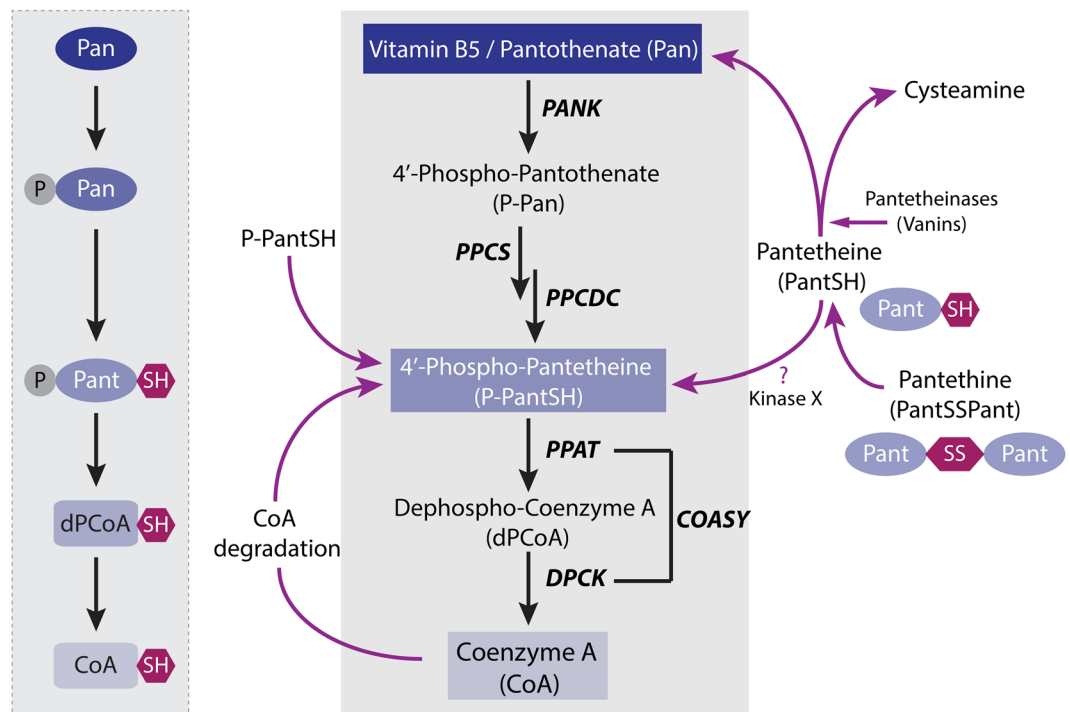 Pan
P
Pan
P
Pant
SH
dPCoA
SH
CoA
SH
Vitamin B5 / Pantothenate (Pan)
PANK
4′-Phospho-Pantothenate
(P-Pan)
PPCS
PPCDC
P-PantSH
4′-Phospho-Pantetheine
(P-PantSH)
PPAT
Dephospho-Coenzyme A
(dPCoA)
COASY
DPCK
CoA
degradation
Coenzyme A
(CoA)
Cysteamine
Pantetheinases
(Vanins)
Pantetheine
(PantSH)
Pant
SH
?
Kinase X
Pantethine
(PantSSPant)
Pant
SS
Pant